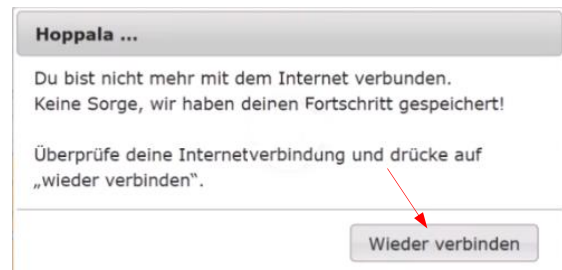 Hoppala ...
Du bist nicht mehr mit dem Internet verbunden.
Keine Sorge, wir haben deinen Fortschritt gespeichert!
Überprüfe deine Internetverbindung und drücke auf
„wieder verbinden“.
Wieder verbinden